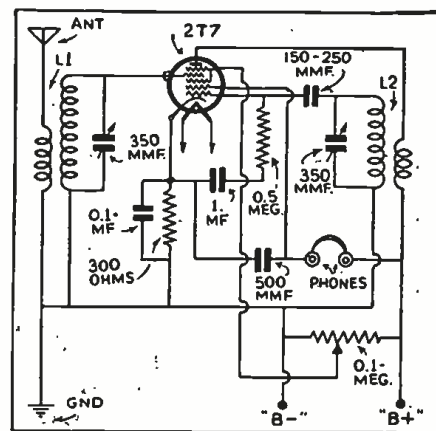 ANT
2T7
L1
150-250
MMF.
L2
350
MMF.
350
MMF.
0.1-
MF
1.
MF
0.5
MEG.
300
OHMS
500
MMF
PHONES
0.1-
MEG.
GND
"B-"
"B+"